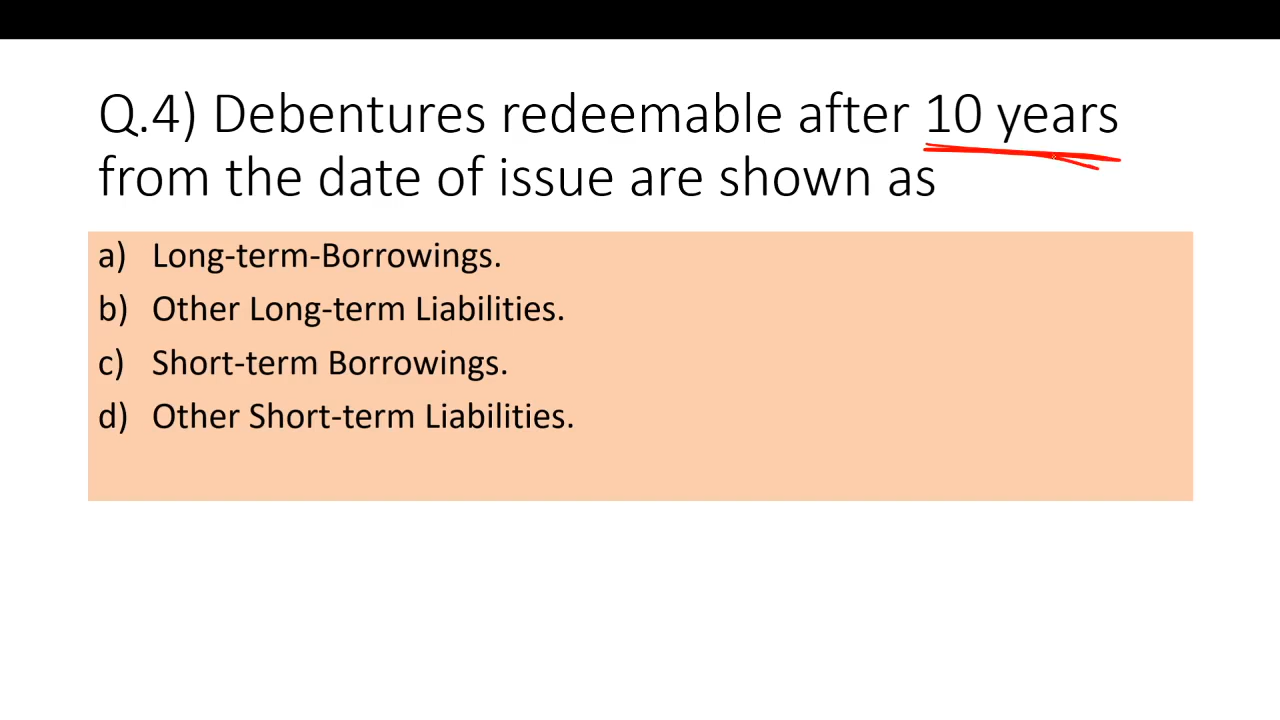 Q.4) Debentures redeemable after 10 years
from the date of issue are shown as
a) Long-term-Borrowings.
b) Other Long-term Liabilities.
c) Short-term Borrowings.
d) Other Short-term Liabilities.